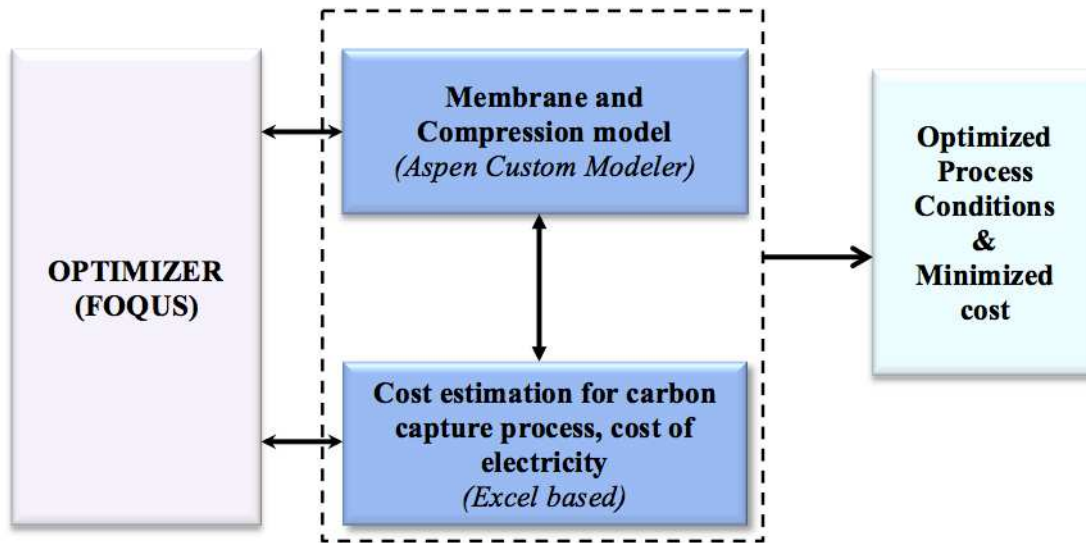 OPTIMIZER
(FOQUS)
Membrane and
Compression model
(Aspen Custom Modeler)
Cost estimation for carbon
capture process, cost of
electricity
(Excel based)
Optimized
Process
Conditions
&
Minimized
cost